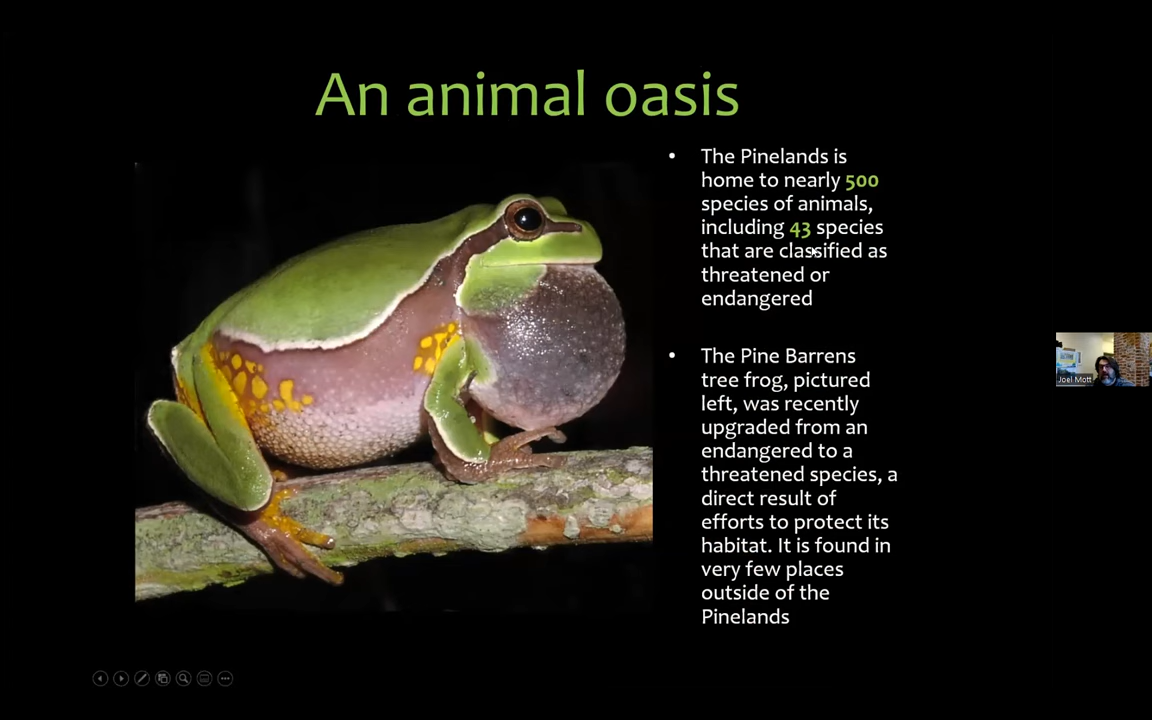 An animal oasis
• The Pinelands is
home to nearly 500
species of animals,
including 43 species
that are classified as
threatened or
endangered
• The Pine Barrens
tree frog, pictured
left, was recently
upgraded from an
endangered to a
threatened species, a
direct result of
efforts to protect its
habitat. It is found in
very few places
outside of the
Pinelands
Joel Mott